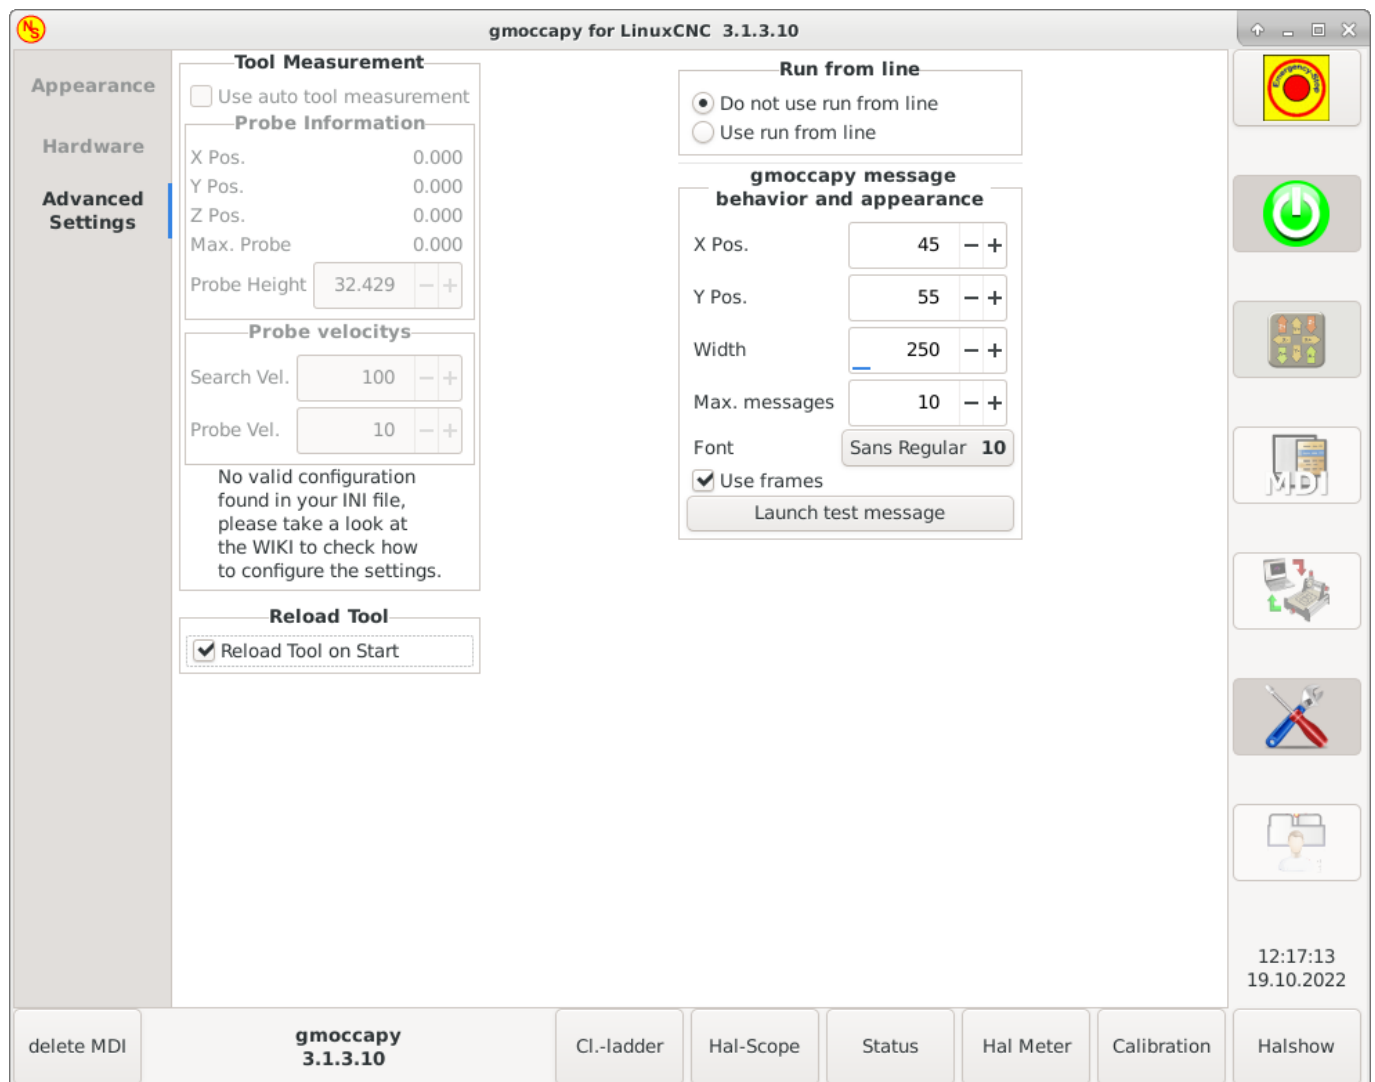 NS
gmoccapy for LinuxCNC 3.1.3.10
Appearance
Hardware
Advanced
Settings
Tool Measurement
Use auto tool measurement
Probe Information
X Pos. 0.000
Y Pos. 0.000
Z Pos. 0.000
Max. Probe 0.000
Probe Height 32.429
Probe velocitys
Search Vel. 100
Probe Vel. 10
No valid configuration
found in your INI file,
please take a look at
the WIKI to check how
to configure the settings.
Reload Tool
Reload Tool on Start
Run from line
Do not use run from line
Use run from line
gmoccapy message
behavior and appearance
X Pos. 45
Y Pos. 55
Width 250
Max. messages 10
Font Sans Regular 10
Use frames
Launch test message
Emergency-Stop
MDI
12:17:13
19.10.2022
delete MDI
gmoccapy
3.1.3.10
Cl.-ladder
Hal-Scope
Status
Hal Meter
Calibration
Halshow